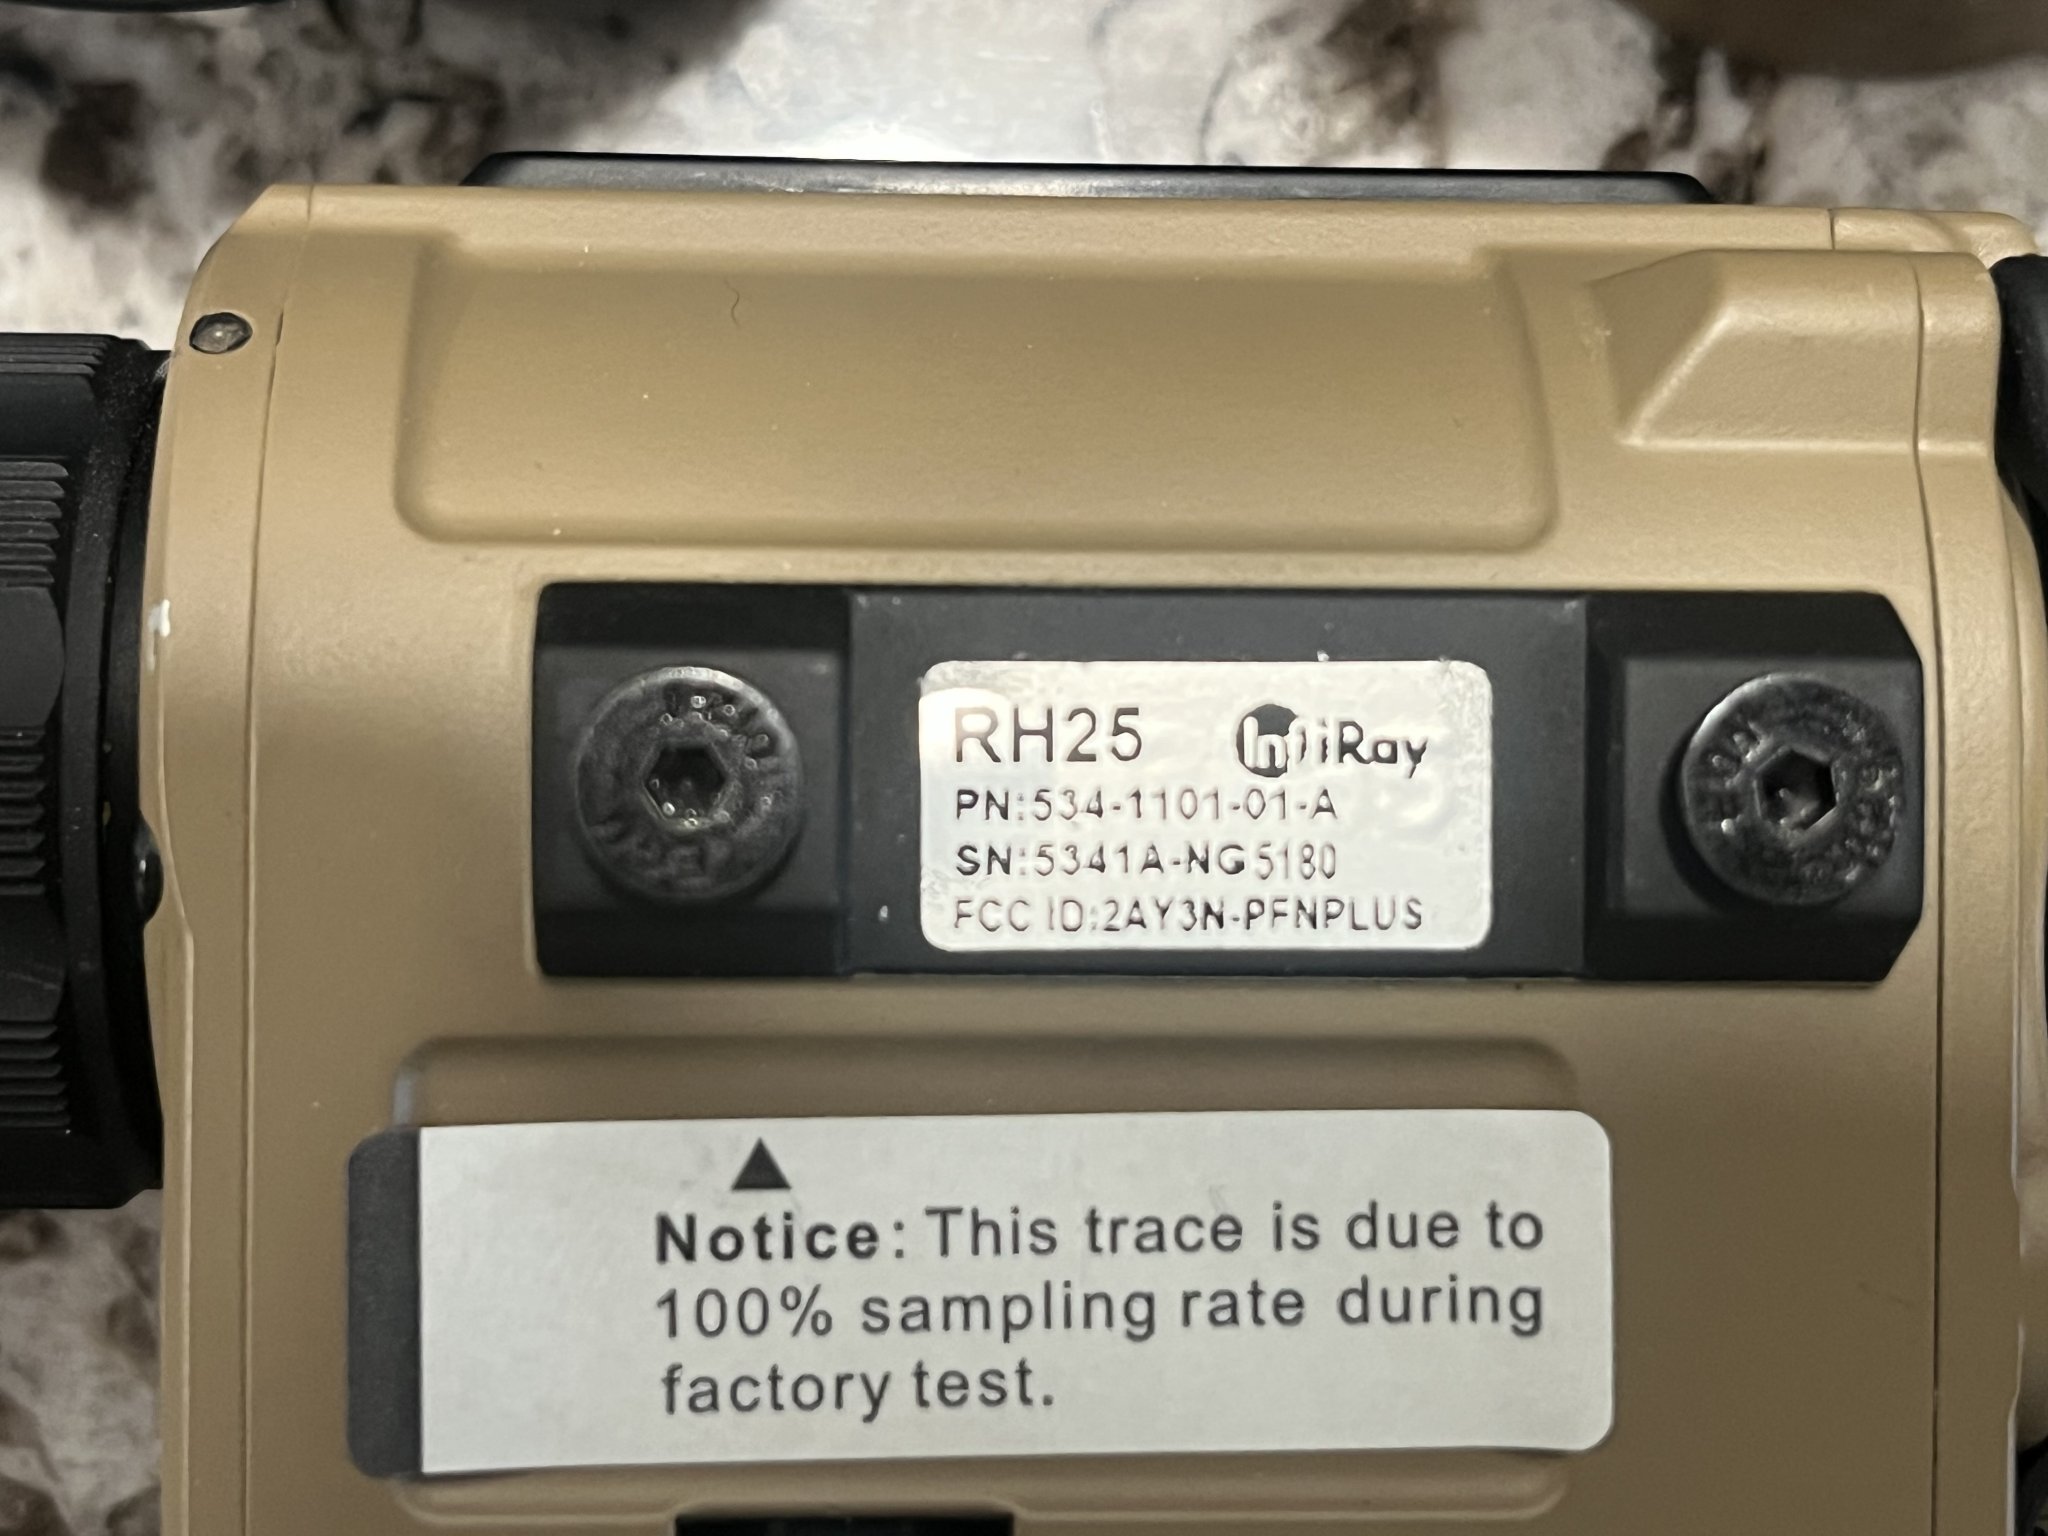 RH25 InfiRay
PN:534-1101-01-A
SN:5341A-NG5180
FCC ID:2AY3N-PFNPLUS
Notice: This trace is due to
100% sampling rate during
factory test.